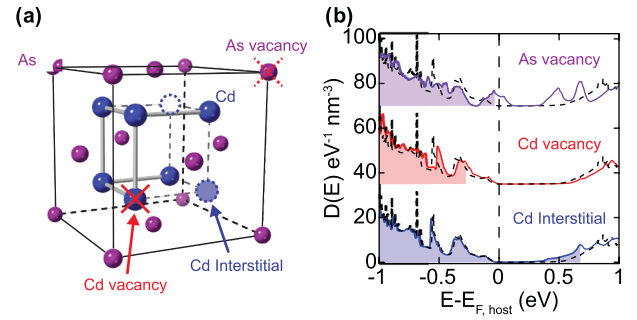 (a)
As vacancy
As
Cd
Cd Interstitial
Cd vacancy
(b)
100
80
60
40
20
0
D(E) eV⁻¹ nm⁻³
As vacancy
Cd vacancy
Cd Interstitial
-1 -0.5 0 0.5 1
E-E_F, host (eV)